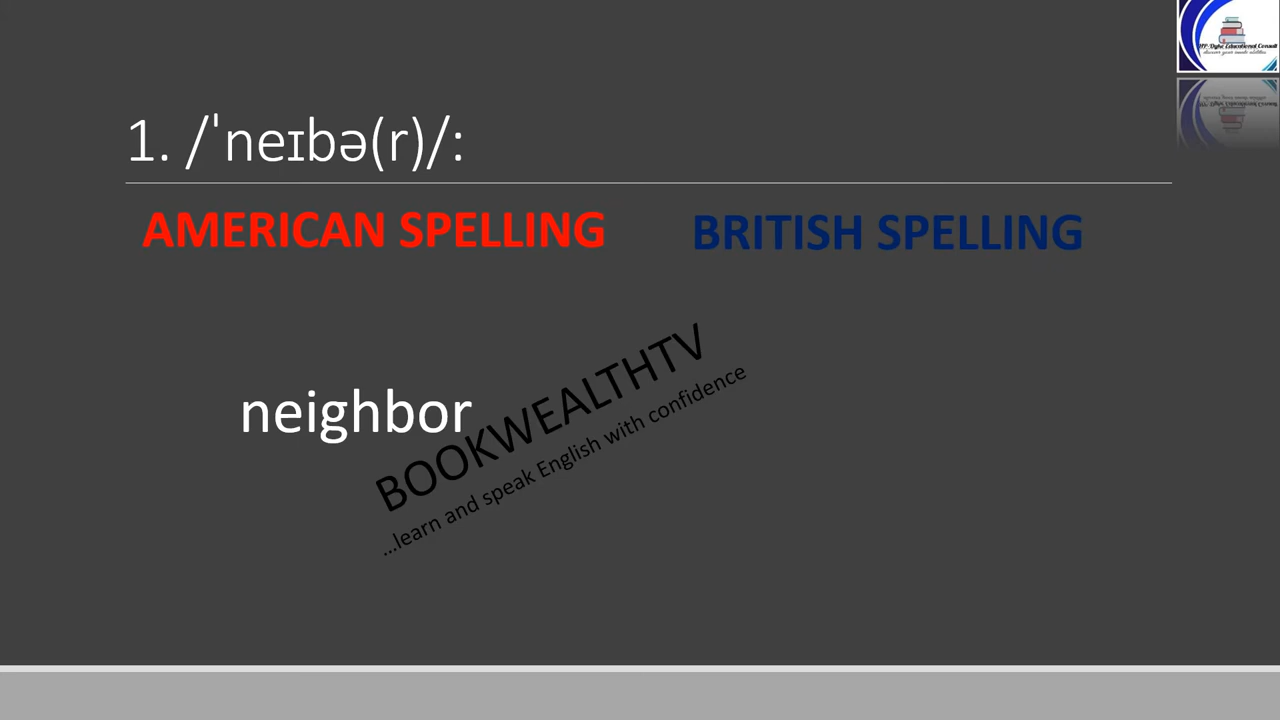 1. /ˈneɪbə(r)/:
AMERICAN SPELLING
BRITISH SPELLING
neighbor
BOOKWEALTHTV
...learn and speak English with confidence